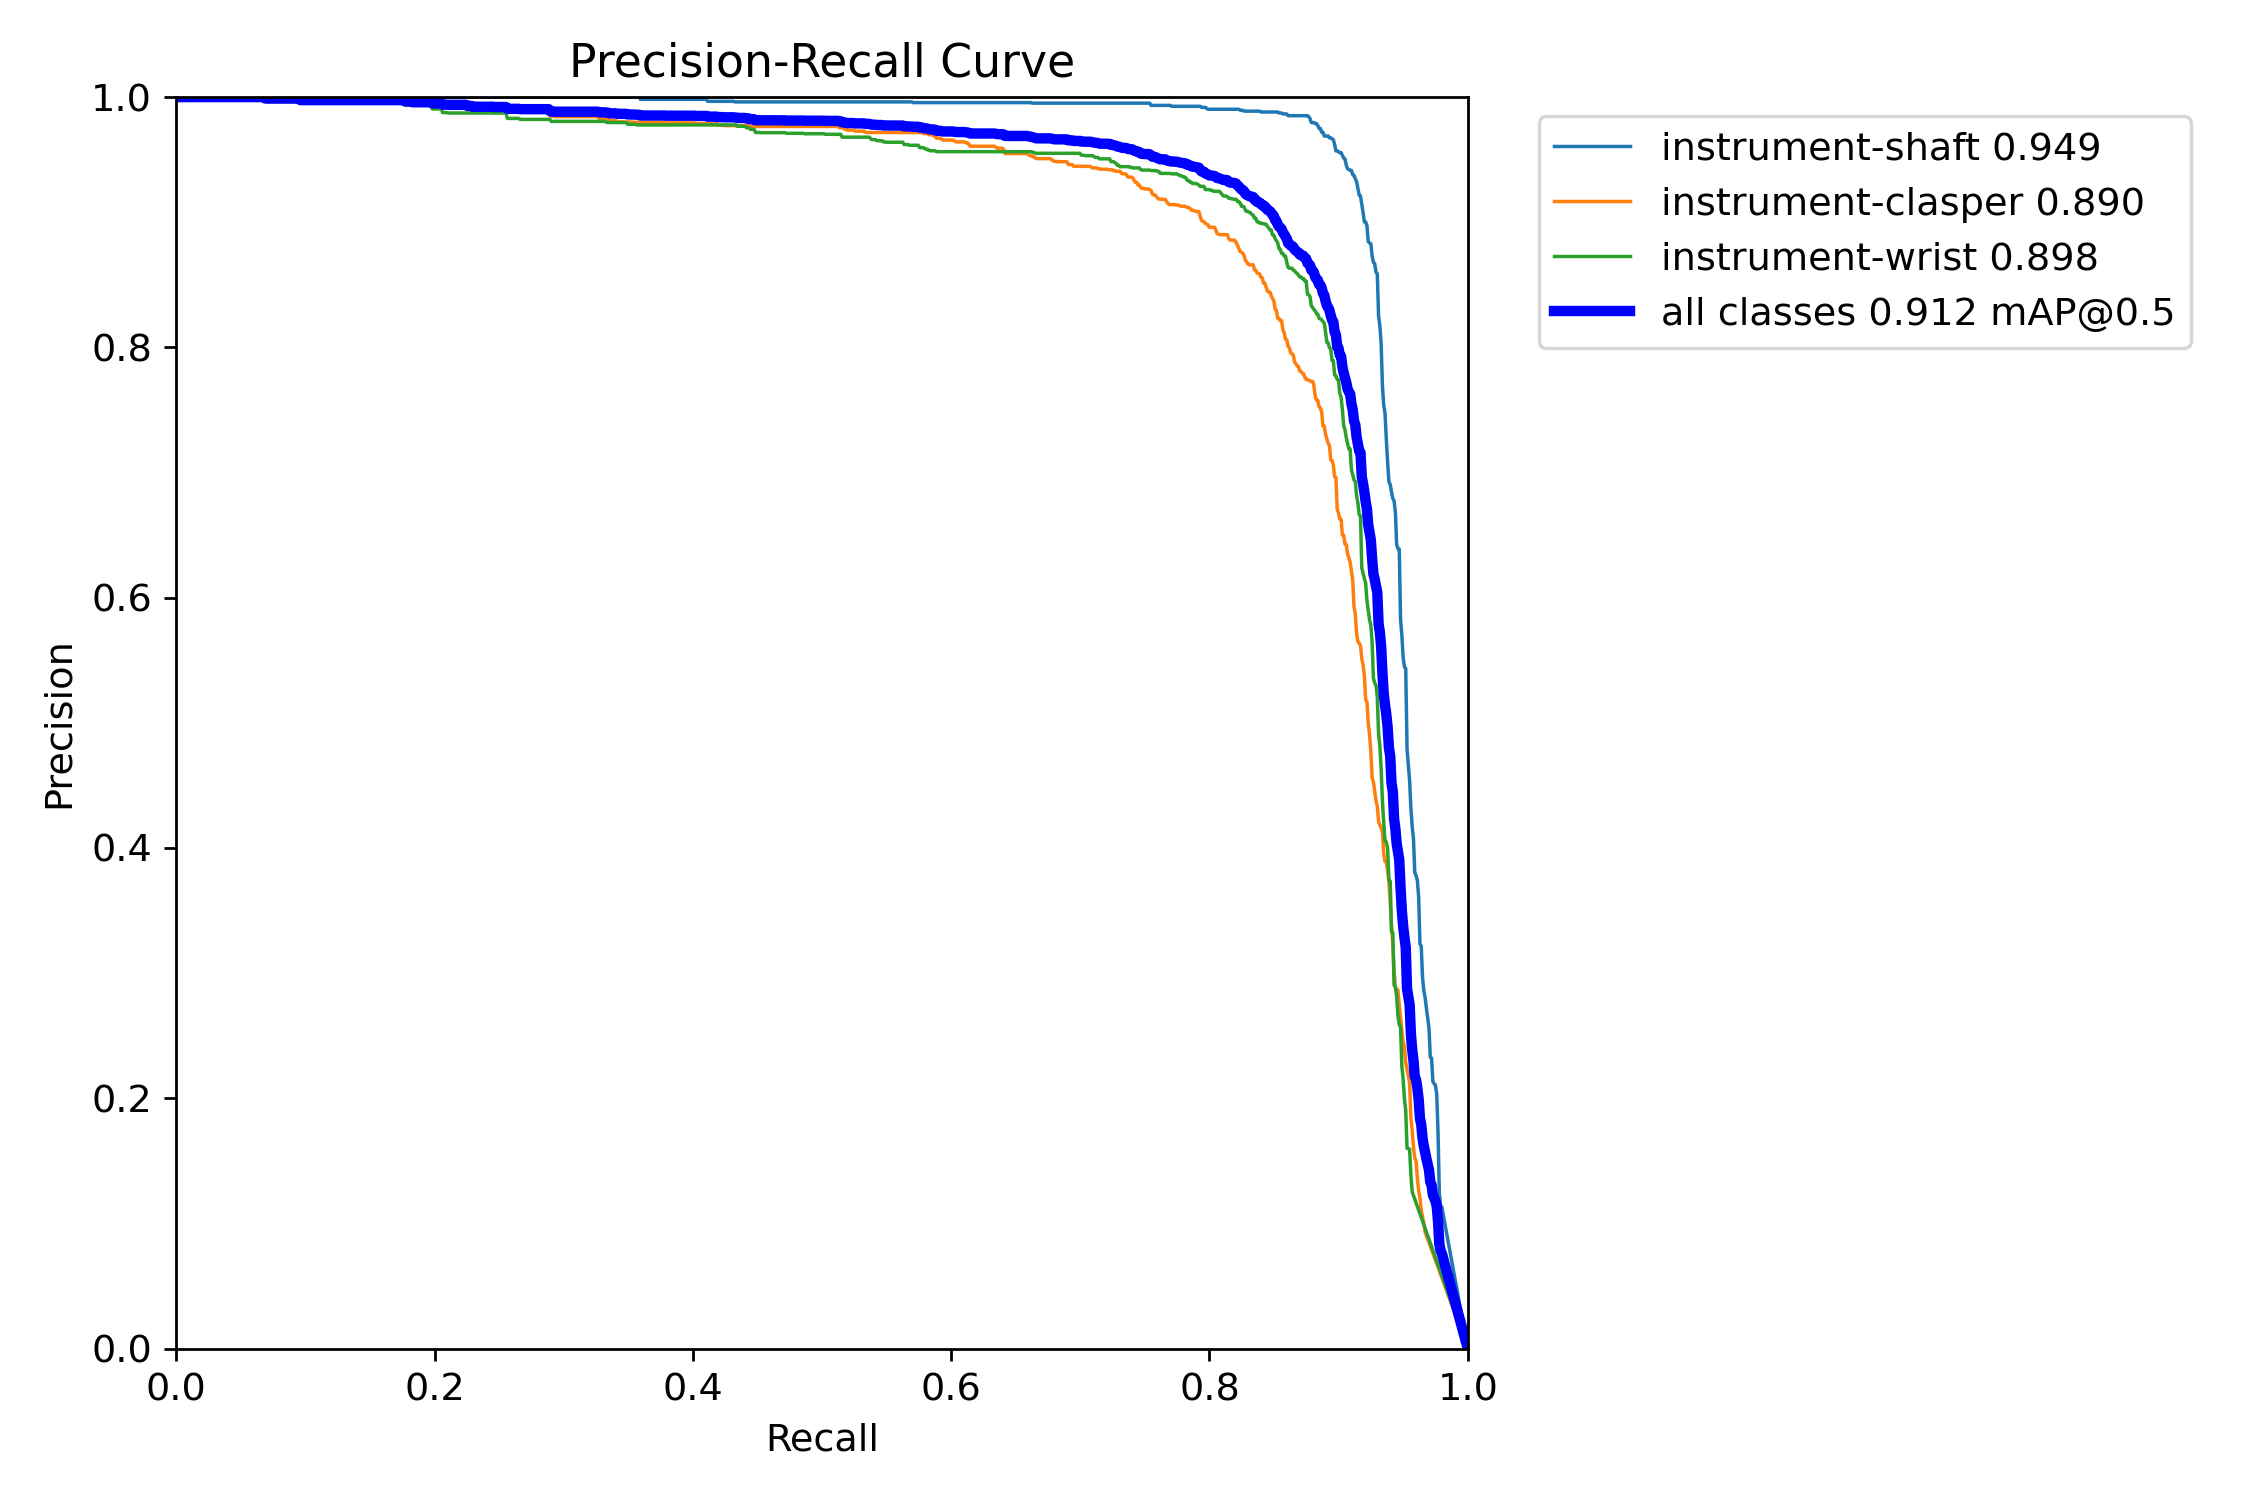 Precision-Recall Curve
1.0
0.8
0.6
0.4
0.2
0.0
Precision
0.0 0.2 0.4 0.6 0.8 1.0
Recall
instrument-shaft 0.949
instrument-clasper 0.890
instrument-wrist 0.898
all classes 0.912 mAP@0.5